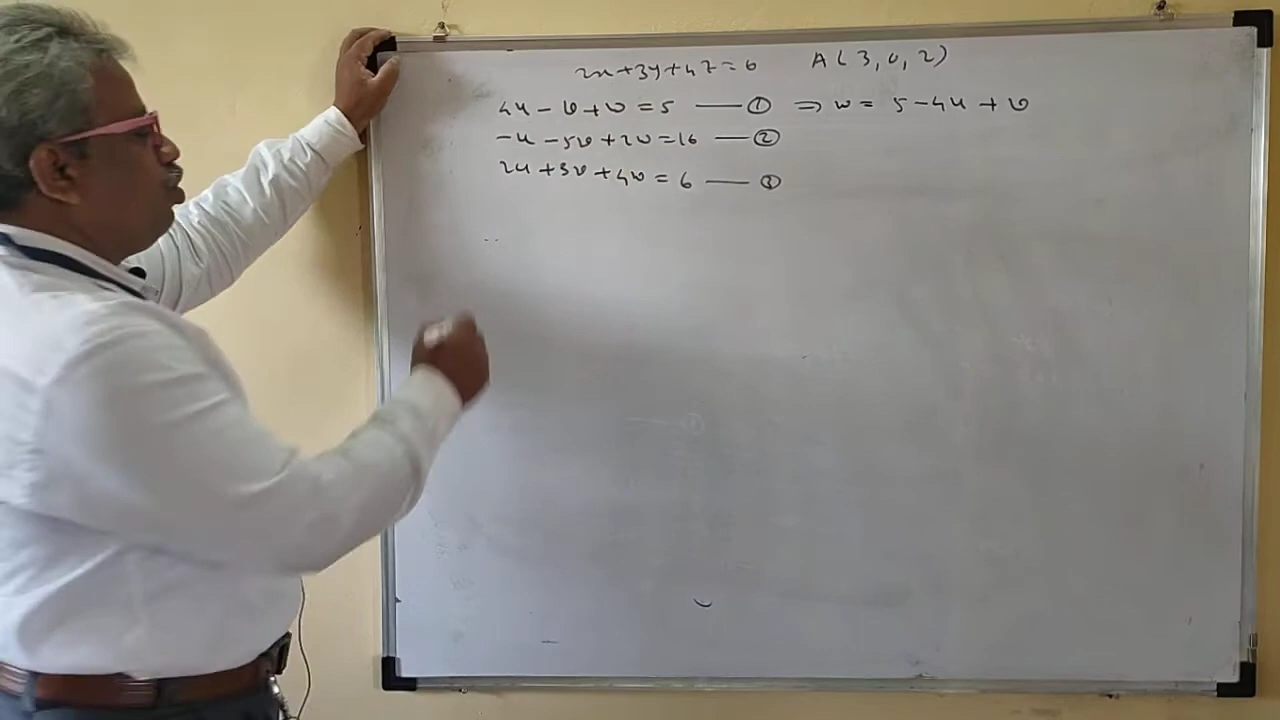 2x+3y+4z=6 A(3,0,2)
4u-v+w=5 —① ⇒ w= 5-4u+v
-u-5v+2w=16 —②
2u+3v+4w=6 —③